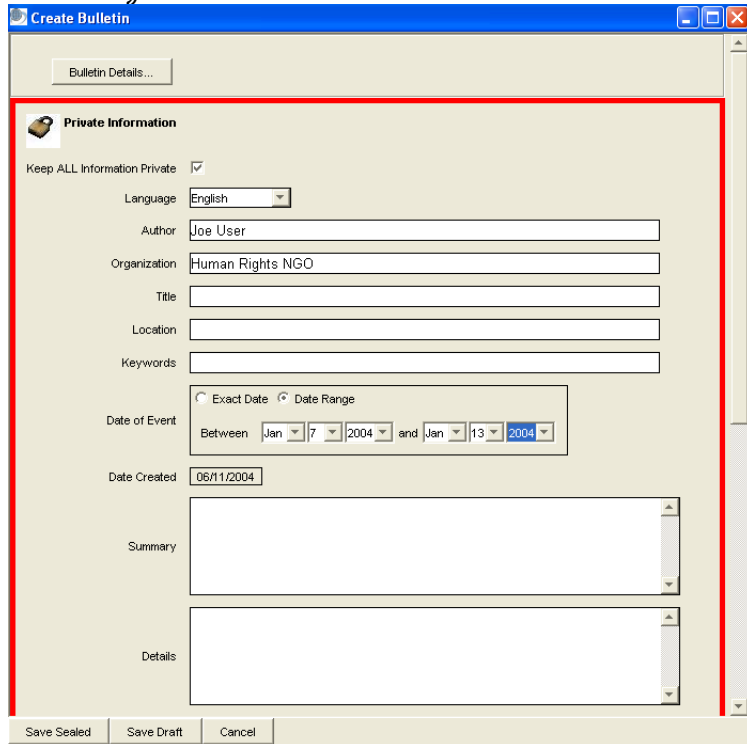 Create Bulletin
Bulletin Details...
Private Information
Keep ALL Information Private
Language English
Author Joe User
Organization Human Rights NGO
Title
Location
Keywords
Exact Date Date Range
Date of Event
Between Jan 7 2004 and Jan 13 2004
Date Created 06/11/2004
Summary
Details
Save Sealed Save Draft Cancel